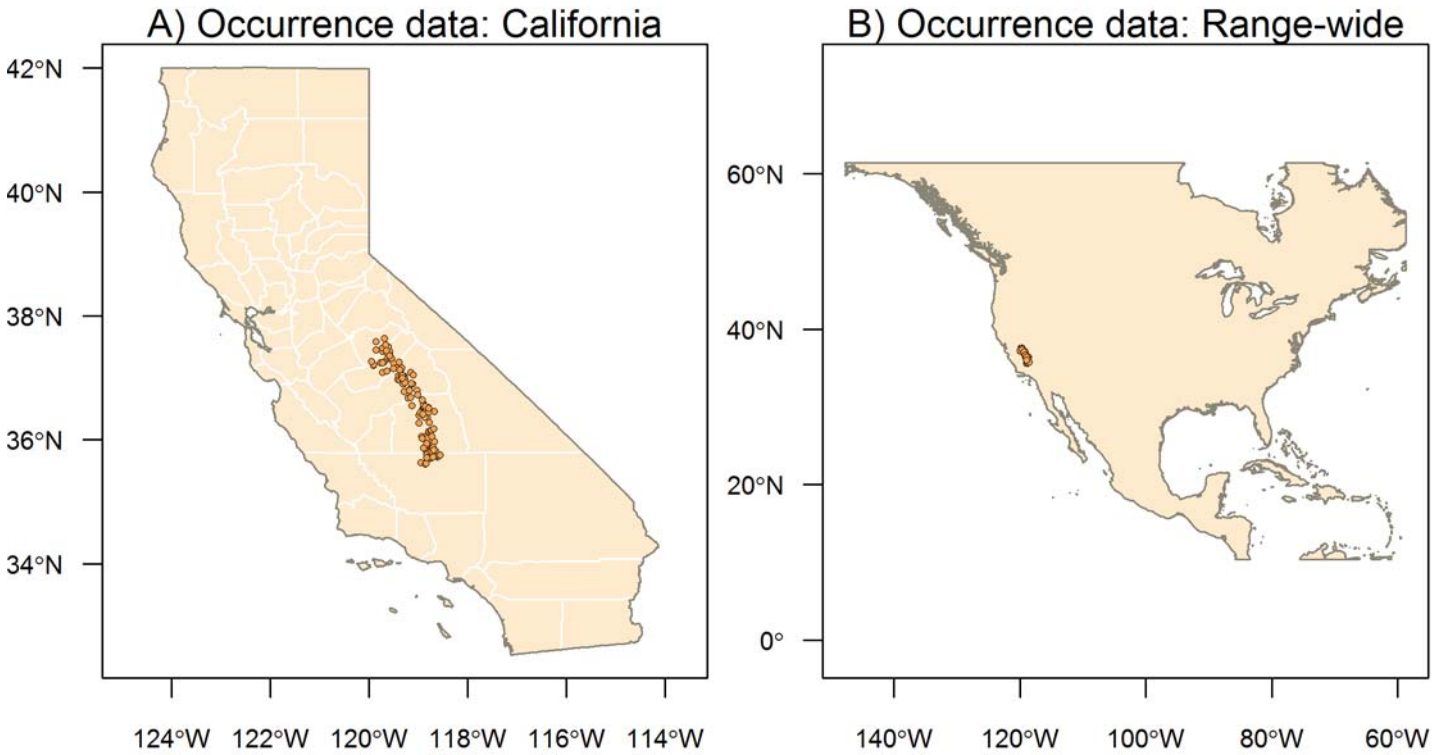 A) Occurrence data: California
42°N
40°N
38°N
36°N
34°N
124°W 122°W 120°W 118°W 116°W 114°W
B) Occurrence data: Range-wide
60°N
40°N
20°N
0°
140°W 120°W 100°W 80°W 60°W